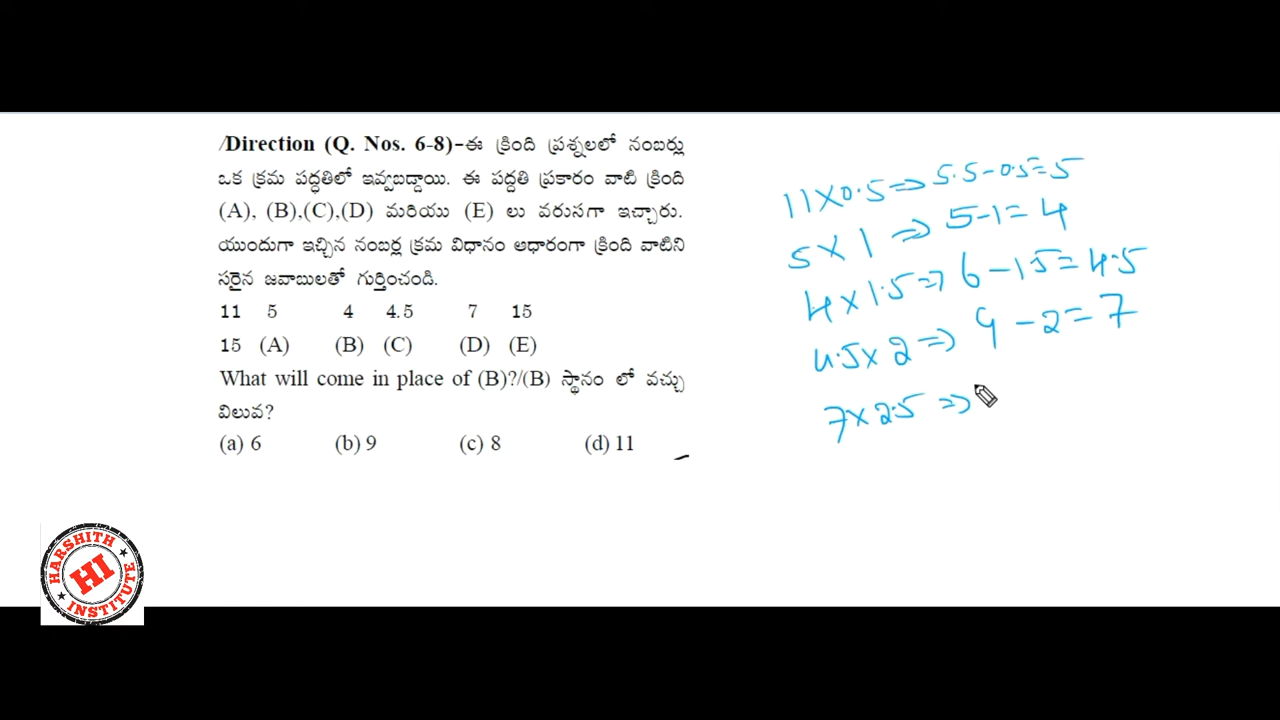 /Direction (Q. Nos. 6-8)-ఈ క్రింది ప్రశ్నలలో నంబర్లు
ఒక క్రమ పద్ధతిలో ఇవ్వబడ్డాయి. ఈ పద్దతి ప్రకారం వాటి క్రింది
(A), (B),(C),(D) మరియు (E) లు వరుసగా ఇచ్చారు.
యుందుగా ఇచ్చిన నంబర్ల క్రమ విధానం ఆధారంగా క్రింది వాటిని
సరైన జవాబులతో గుర్తించండి.
11 5 4 4.5 7 15
15 (A) (B) (C) (D) (E)
What will come in place of (B)?/(B) స్థానం లో వచ్చు
విలువ?
(a) 6 (b) 9 (c) 8 (d) 11
11×0.5⇒5.5-0.5=5
5×1⇒5-1=4
4×1.5⇒6-1.5=4.5
4.5×2⇒9-2=7
7×2.5⇒
HARSHITH
HI
INSTITUTE